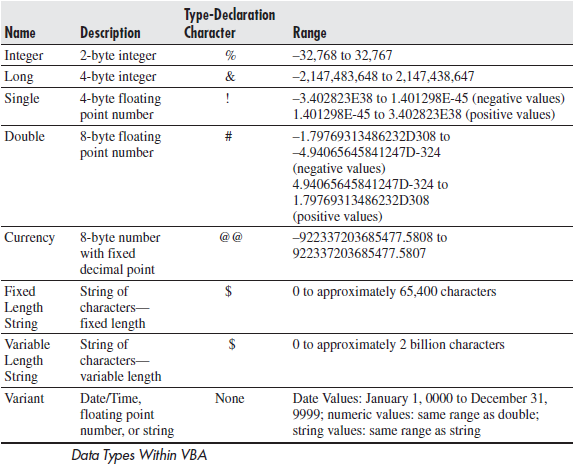 Type-Declaration
Name Description Character Range
Integer 2-byte integer % –32,768 to 32,767
Long 4-byte integer & –2,147,483,648 to 2,147,438,647
Single 4-byte floating ! –3.402823E38 to 1.401298E-45 (negative values)
point number 1.401298E-45 to 3.402823E38 (positive values)
Double 8-byte floating # –1.79769313486232D308 to
point number –4.94065645841247D-324
(negative values)
4.94065645841247D-324 to
1.79769313486232D308
(positive values)
Currency 8-byte number @@ –922337203685477.5808 to
with fixed 922337203685477.5807
decimal point
Fixed String of $ 0 to approximately 65,400 characters
Length characters—
String fixed length
Variable String of $ 0 to approximately 2 billion characters
Length characters—
String variable length
Variant Date/Time, None Date Values: January 1, 0000 to December 31,
floating point 9999; numeric values: same range as double;
number, or string string values: same range as string
Data Types Within VBA